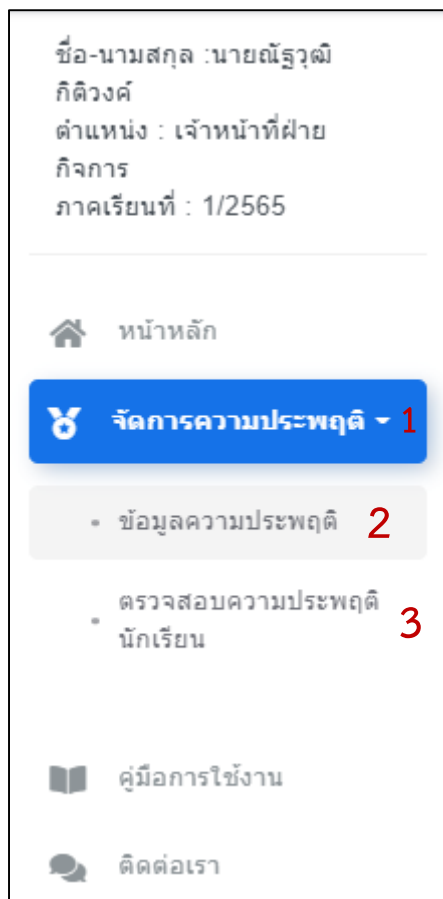 ชื่อ-นามสกุล :นายณัฐวุฒิ
กิติวงค์
ตำแหน่ง : เจ้าหน้าที่ฝ่าย
กิจการ
ภาคเรียนที่ : 1/2565
หน้าหลัก
จัดการความประพฤติ 1
ข้อมูลความประพฤติ 2
ตรวจสอบความประพฤติ
นักเรียน 3
คู่มือการใช้งาน
ติดต่อเรา